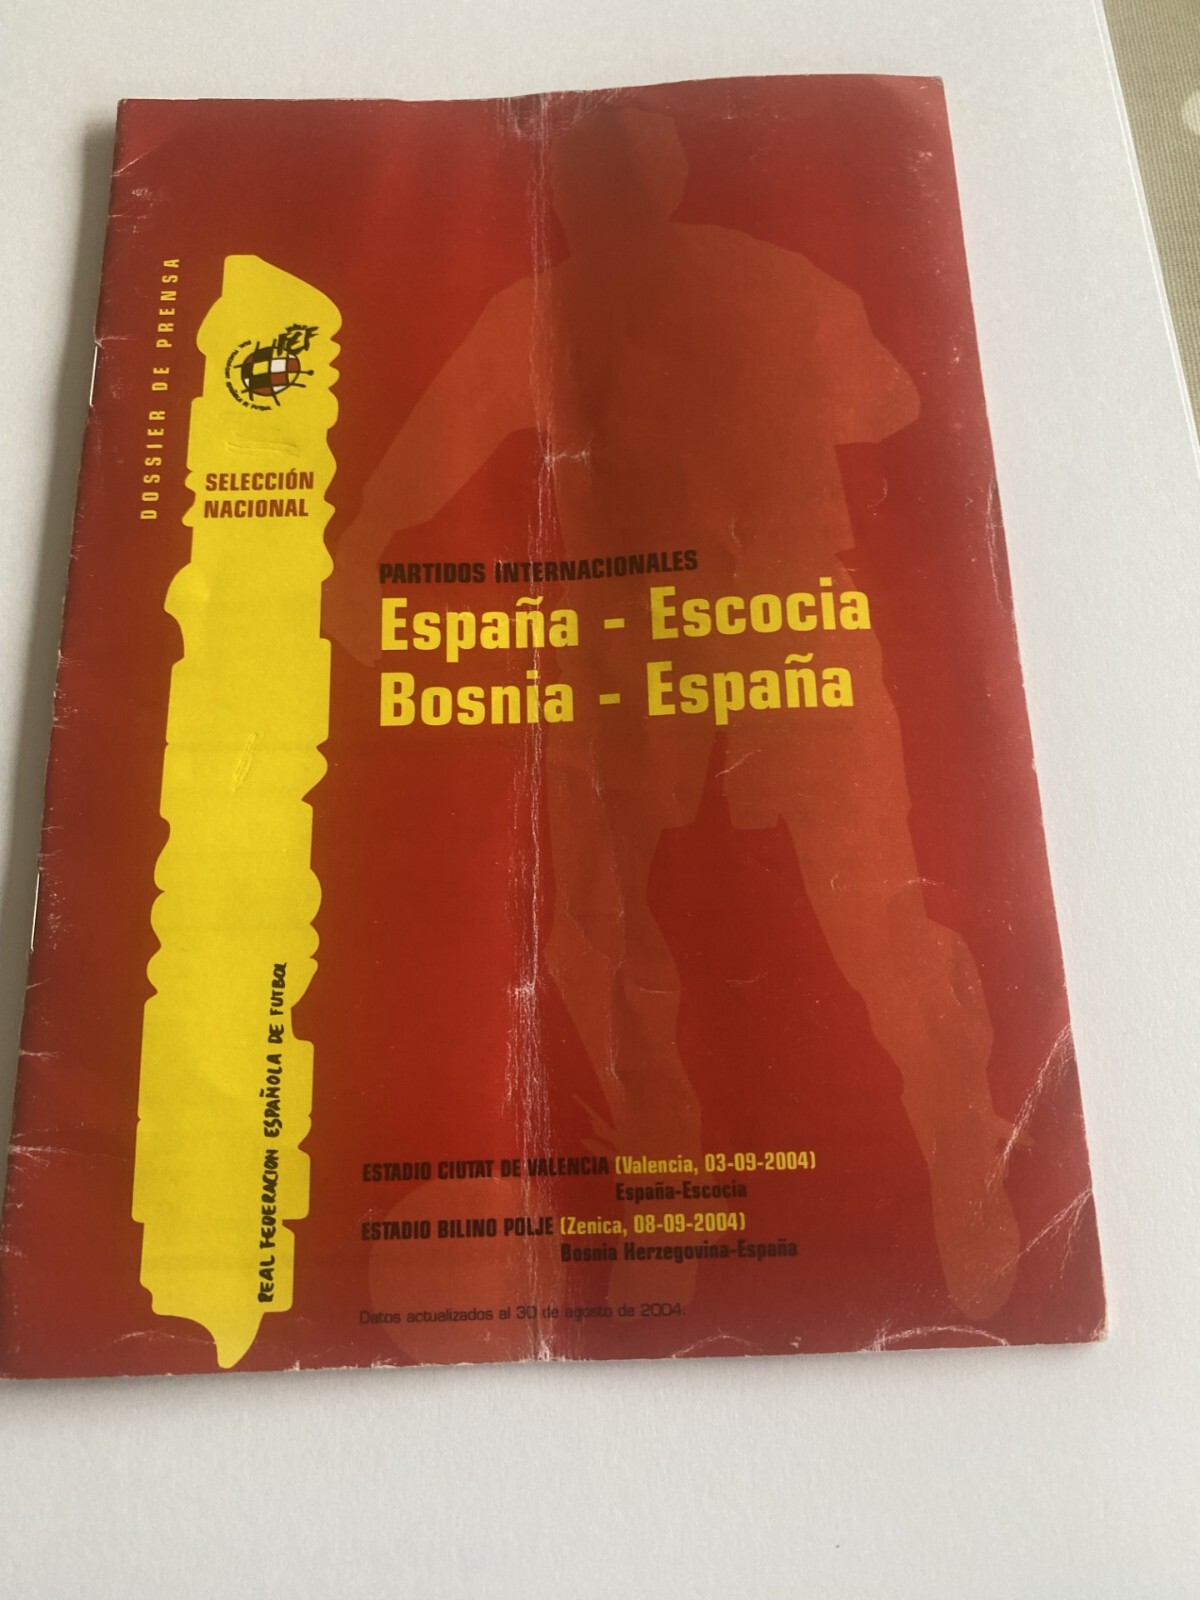 DOSSIER DE PRENSA
RFEF
SELECCIÓN
NACIONAL
PARTIDOS INTERNACIONALES
España - Escocia
Bosnia - España
REAL FEDERACION ESPAÑOLA DE FUTBOL
ESTADIO CIUTAT DE VALENCIA (Valencia, 03-09-2004)
España-Escocia
ESTADIO BILINO POLJE (Zenica, 08-09-2004)
Bosnia Herzegovina-España
Datos actualizados al 30 de agosto de 2004.